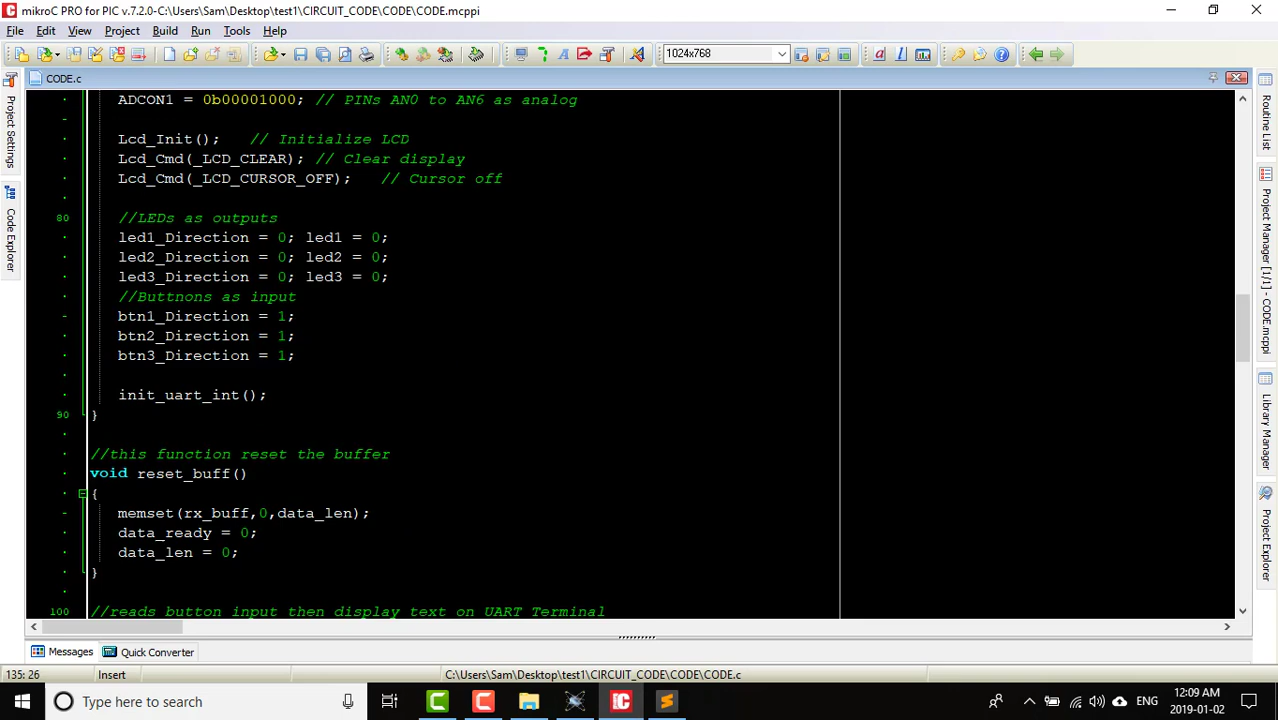 mikroC PRO for PIC v.7.2.0-C:\Users\Sam\Desktop\test1\CIRCUIT_CODE\CODE\CODE.mcppi
File Edit View Project Build Run Tools Help
1024x768
CODE.c
ADCON1 = 0b00001000; // PINs AN0 to AN6 as analog
Lcd_Init(); // Initialize LCD
Lcd_Cmd(_LCD_CLEAR); // Clear display
Lcd_Cmd(_LCD_CURSOR_OFF); // Cursor off
80 //LEDs as outputs
led1_Direction = 0; led1 = 0;
led2_Direction = 0; led2 = 0;
led3_Direction = 0; led3 = 0;
//Buttnons as input
btn1_Direction = 1;
btn2_Direction = 1;
btn3_Direction = 1;
init_uart_int();
90 }
//this function reset the buffer
void reset_buff()
{
memset(rx_buff,0,data_len);
data_ready = 0;
data_len = 0;
}
100 //reads button input then display text on UART Terminal
Project Settings
Code Explorer
Routine List
Project Manager [1/1] - CODE.mcppi
Library Manager
Project Explorer
Messages Quick Converter
135: 26 Insert C:\Users\Sam\Desktop\test1\CIRCUIT_CODE\CODE\CODE.c
Type here to search
ENG
12:09 AM
2019-01-02